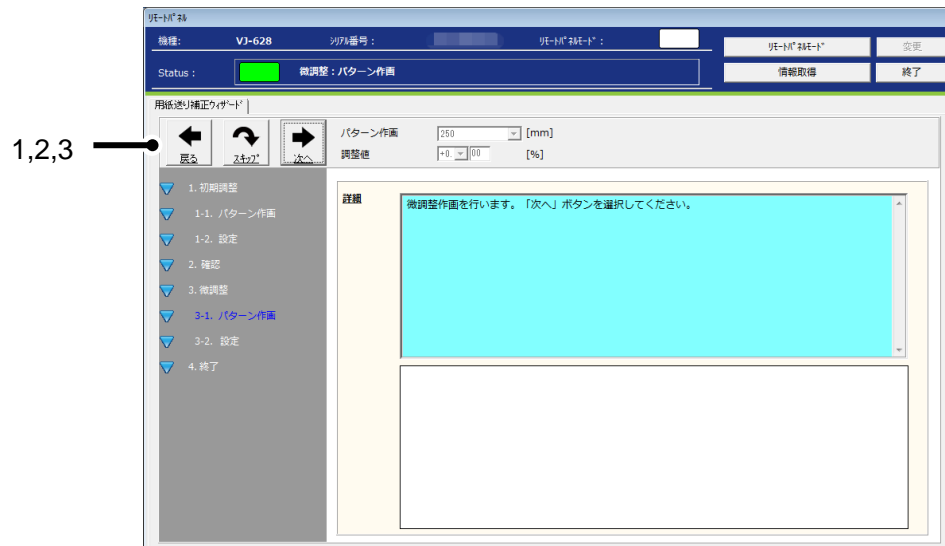 ﾘﾓｰﾄﾊﾟﾈﾙ
機種: VJ-628 ｼﾘｱﾙ番号： ﾘﾓｰﾄﾊﾟﾈﾙﾓｰﾄﾞ：
ﾘﾓｰﾄﾊﾟﾈﾙﾓｰﾄﾞ 変更
Status： 微調整：パターン作画
情報取得 終了
用紙送り補正ｳｨｻﾞｰﾄﾞ
1,2,3
戻る ｽｷｯﾌﾟ 次へ
パターン作画 250 [mm]
調整値 +0. 00 [%]
1. 初期調整
1-1. パターン作画
1-2. 設定
2. 確認
3. 微調整
3-1. パターン作画
3-2. 設定
4. 終了
詳細
微調整作画を行います。「次へ」ボタンを選択してください。